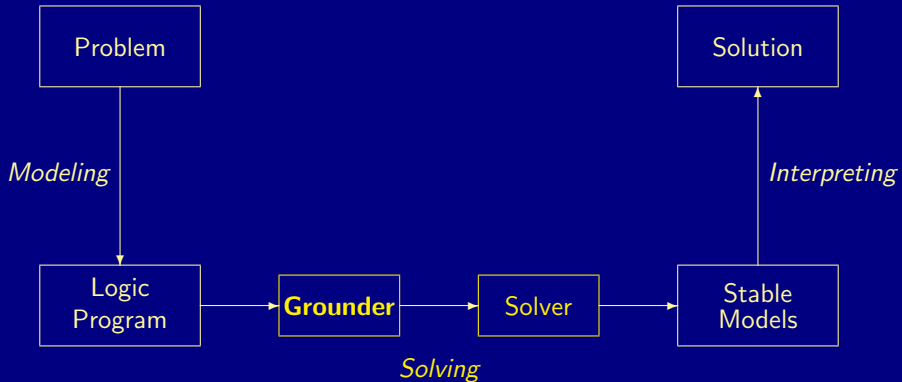 Problem
Solution
Modeling
Interpreting
Logic
Program
Grounder
Solver
Stable
Models
Solving